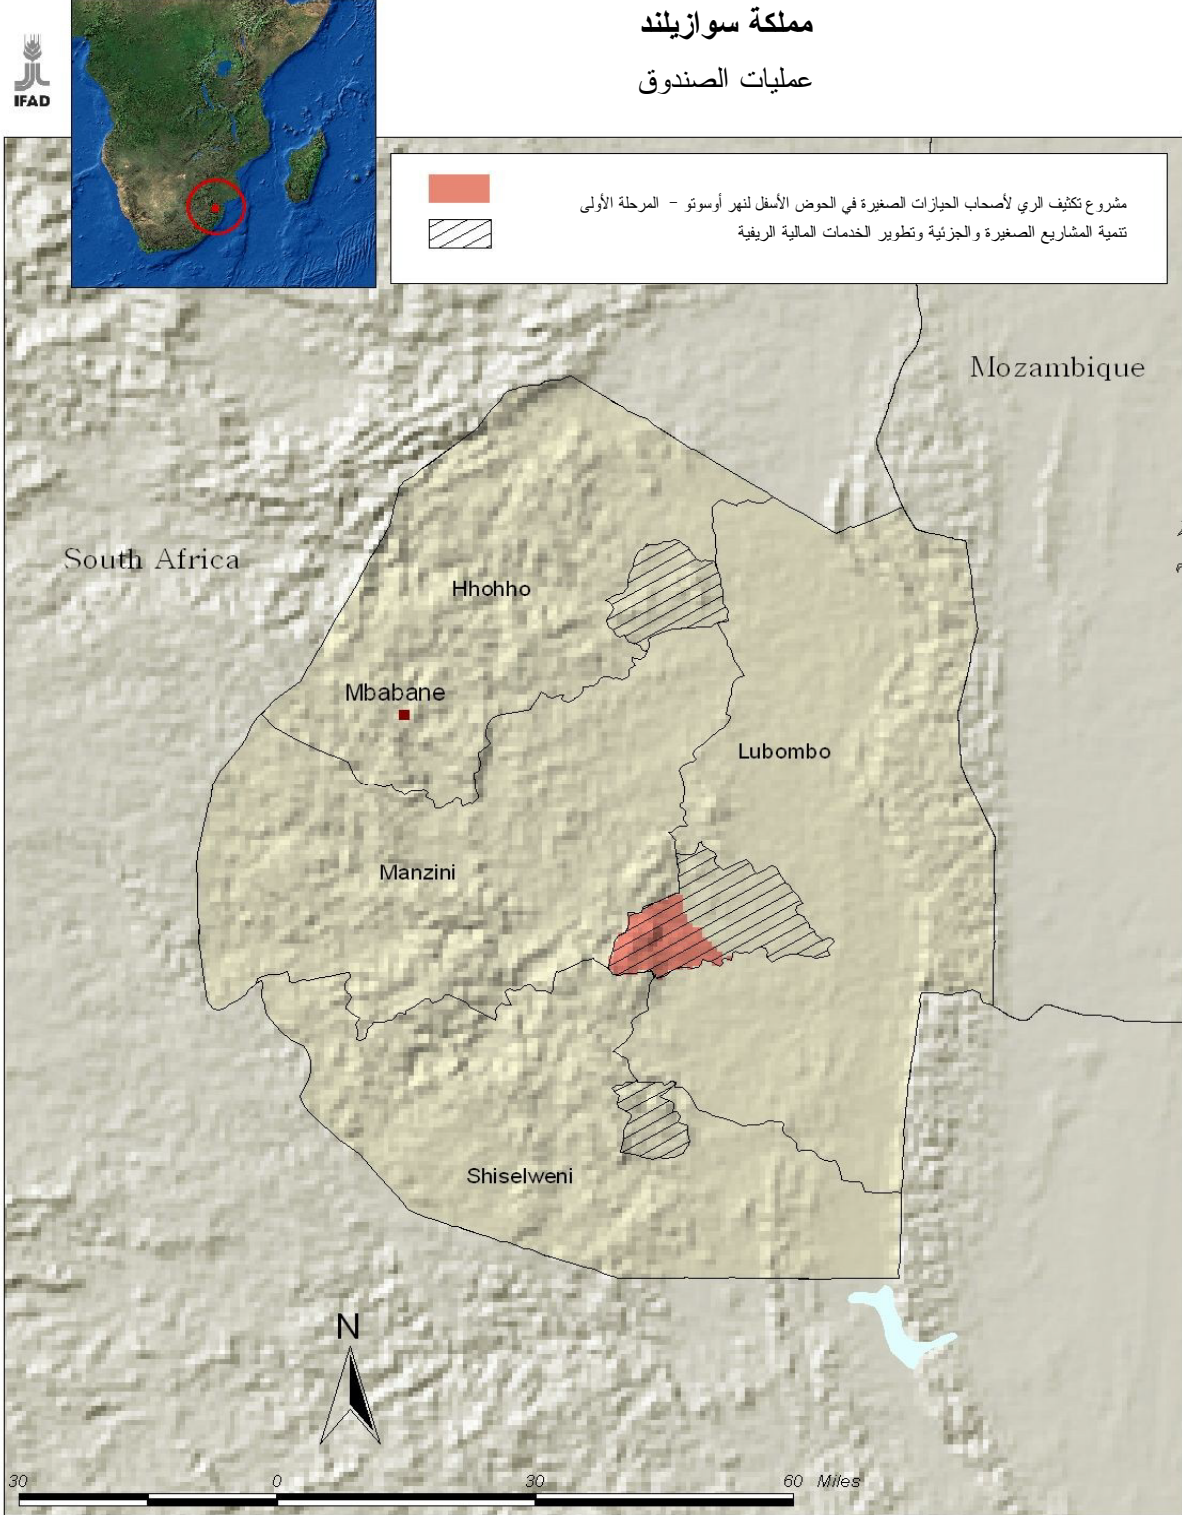 مملكة سوازيلند
عمليات الصندوق
IFAD
مشروع تكثيف الري لأصحاب الحيازات الصغيرة في الحوض الأسفل لنهر أوسوتو - المرحلة الأولى
تنمية المشاريع الصغيرة والجزئية وتطوير الخدمات المالية الريفية
Mozambique
South Africa
Hhohho
Mbabane
Lubombo
Manzini
Shiselweni
N
30 0 30 60 Miles